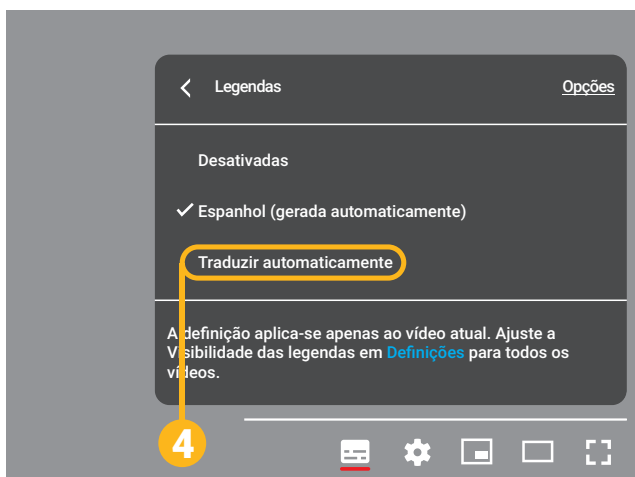 Legendas Opções
Desativadas
Espanhol (gerada automaticamente)
Traduzir automaticamente
A definição aplica-se apenas ao vídeo atual. Ajuste a
Visibilidade das legendas em Definições para todos os
vídeos.
4